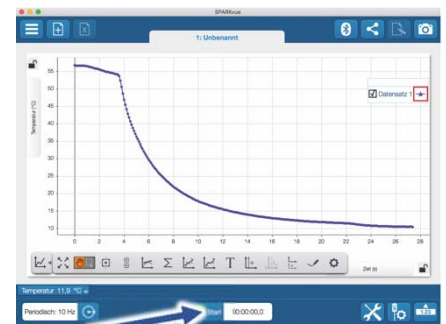 SPARKvue
1: Unbenannt
Temperatur (°C)
55
50
45
40
35
30
25
20
15
10
Datensatz 1
0 2 4 6 8 10 12 14 16 18 20 22 24 26 28
Zeit (s)
Temperatur 11,9 °C
Periodisch: 10 Hz
Start
00:00:00,0